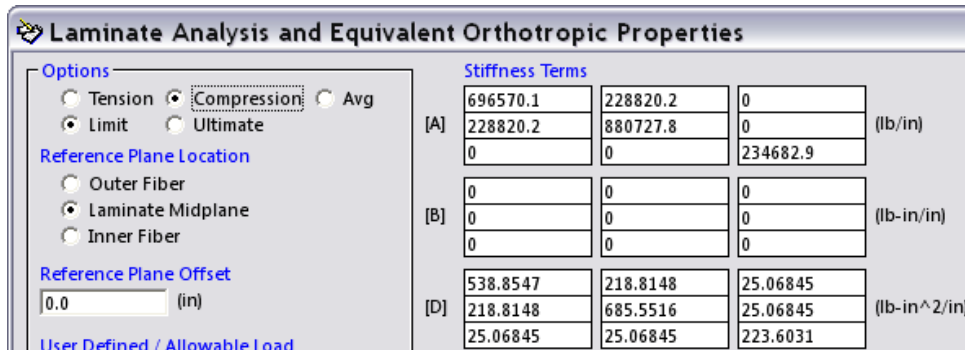 Laminate Analysis and Equivalent Orthotropic Properties
Options
Tension Compression Avg
Limit Ultimate
Reference Plane Location
Outer Fiber
Laminate Midplane
Inner Fiber
Reference Plane Offset
0.0 (in)
User Defined / Allowable Load
Stiffness Terms
[A]
696570.1 228820.2 0
228820.2 880727.8 0
0 0 234682.9
(lb/in)
[B]
0 0 0
0 0 0
0 0 0
(lb-in/in)
[D]
538.8547 218.8148 25.06845
218.8148 685.5516 25.06845
25.06845 25.06845 223.6031
(lb-in^2/in)